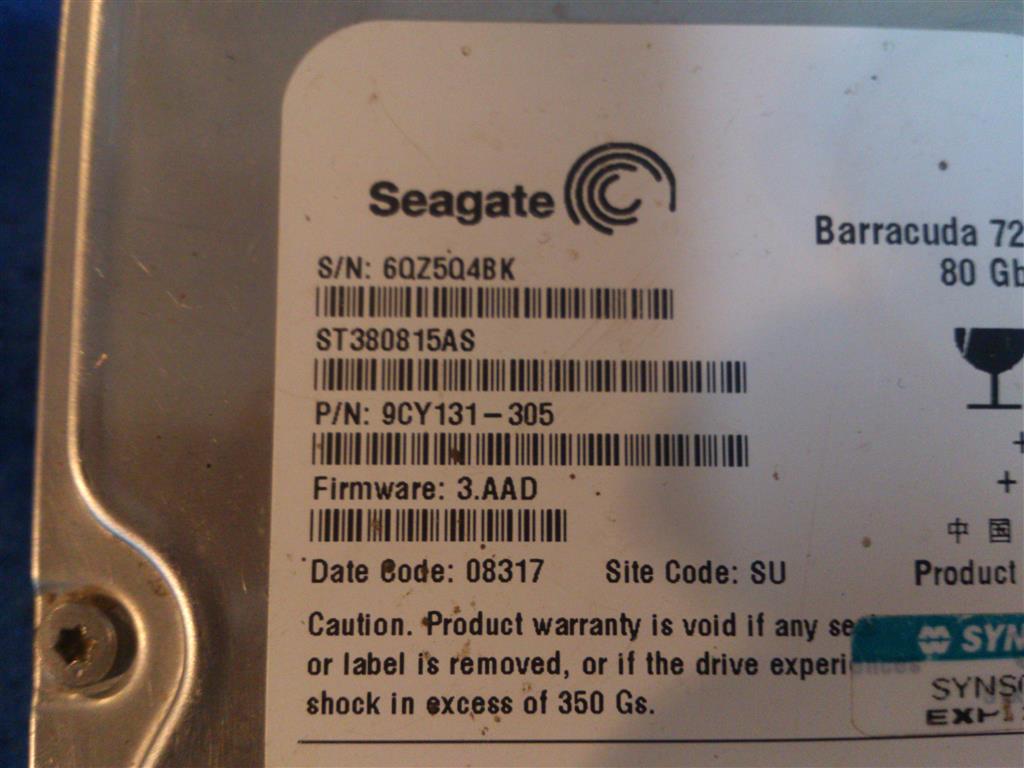 Seagate
Barracuda 72
80 Gb
S/N: 6QZ5Q4BK
ST380815AS
P/N: 9CY131-305
Firmware: 3.AAD
+
+
中国
Date Code: 08317 Site Code: SU Product
Caution. Product warranty is void if any se
or label is removed, or if the drive experiences
shock in excess of 350 Gs.
SYN
SYNS